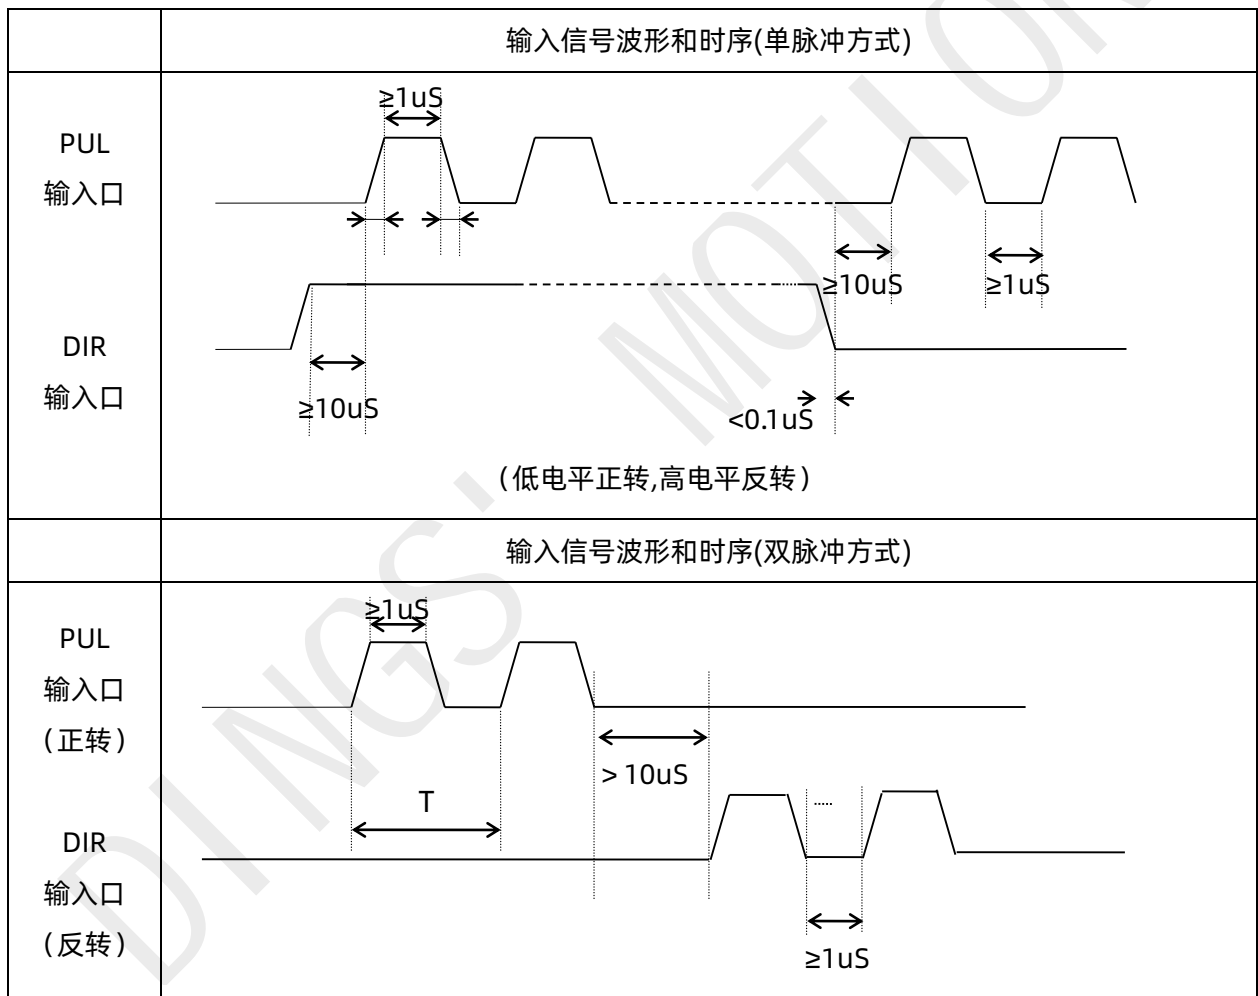 输入信号波形和时序(单脉冲方式)
PUL
输入口
≥1uS
≥10uS
≥1uS
DIR
输入口
≥10uS
<0.1uS
(低电平正转,高电平反转)
输入信号波形和时序(双脉冲方式)
PUL
输入口
(正转)
≥1uS
> 10uS
T
DIR
输入口
(反转)
≥1uS
DINGS' MOTION